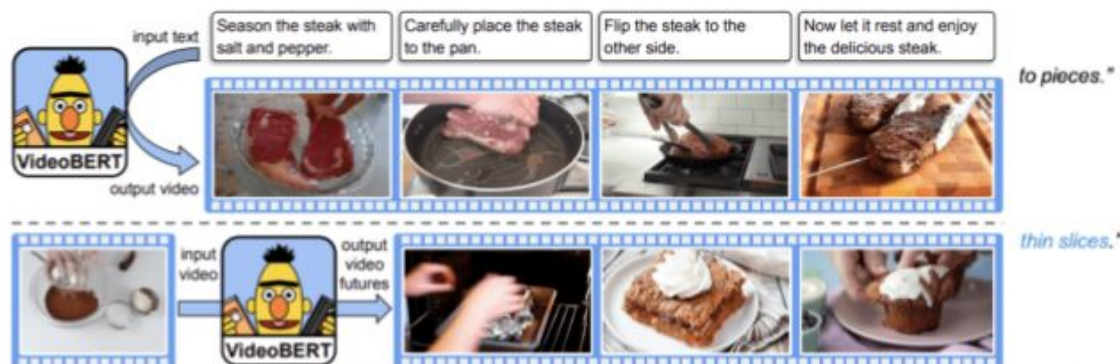 input text
Season the steak with
salt and pepper.
Carefully place the steak
to the pan.
Flip the steak to the
other side.
Now let it rest and enjoy
the delicious steak.
to pieces."
VideoBERT
output video
thin slices."
input
video
VideoBERT
output
video
futures